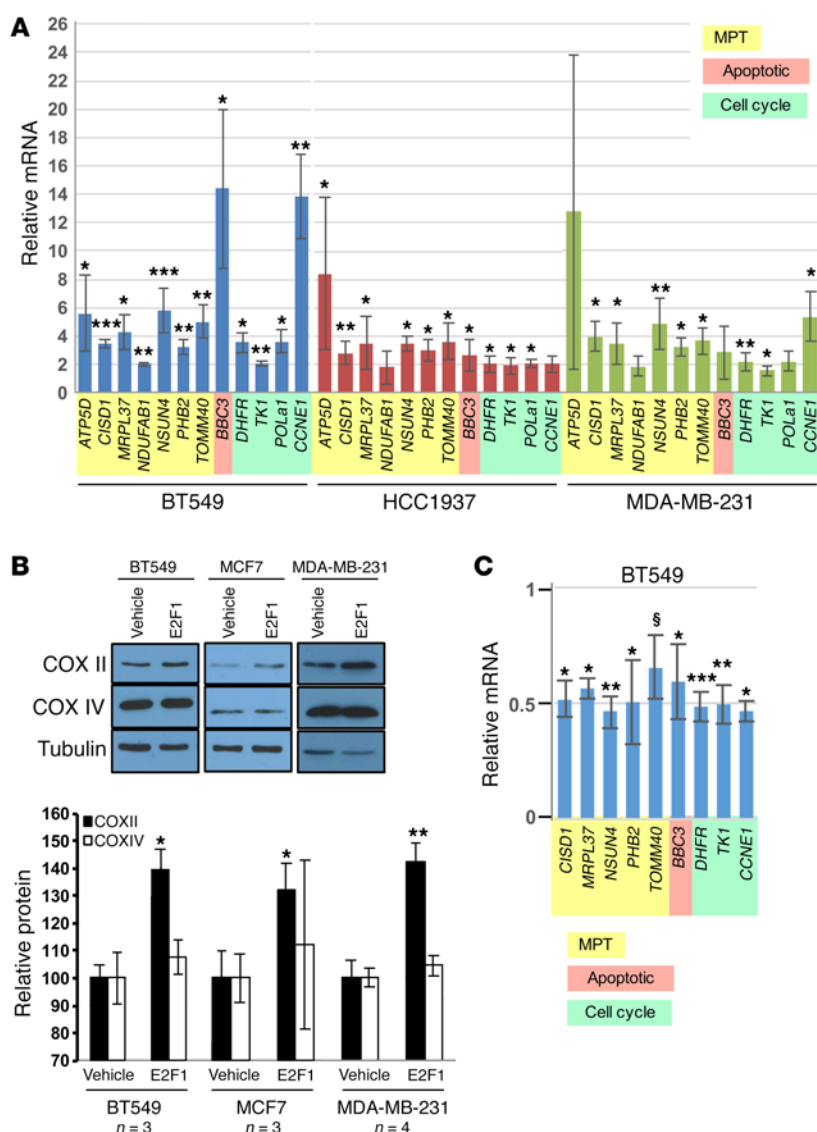 A
Relative mRNA
26
24
22
20
18
16
14
12
10
8
6
4
2
0
MPT
Apoptotic
Cell cycle
* *** * ** *** ** ** * * ** * **
* ** * * * * * * * *
* * ** * * ** * *
ATP5D CISD1 MRPL37 NDUFAB1 NSUN4 PHB2 TOMM40 BBC3 DHFR TK1 POLa1 CCNE1
ATP5D CISD1 MRPL37 NDUFAB1 NSUN4 PHB2 TOMM40 BBC3 DHFR TK1 POLa1 CCNE1
ATP5D CISD1 MRPL37 NDUFAB1 NSUN4 PHB2 TOMM40 BBC3 DHFR TK1 POLa1 CCNE1
BT549 HCC1937 MDA-MB-231
B
BT549 MCF7 MDA-MB-231
Vehicle E2F1 Vehicle E2F1 Vehicle E2F1
COX II
COX IV
Tubulin
Relative protein
160
150
140
130
120
110
100
90
80
70
COXII
COXIV
* * **
Vehicle E2F1 Vehicle E2F1 Vehicle E2F1
BT549 MCF7 MDA-MB-231
n = 3 n = 3 n = 4
C
BT549
Relative mRNA
1
0.5
0
* * ** * § * *** ** *
CISD1 MRPL37 NSUN4 PHB2 TOMM40 BBC3 DHFR TK1 CCNE1
MPT
Apoptotic
Cell cycle